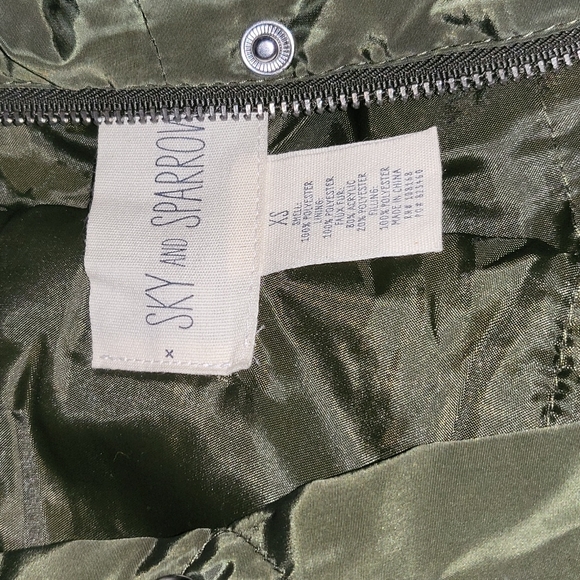 SKY AND SPARROW
x
XS
SHELL:
100% POLYESTER
LINING:
100% POLYESTER
FAUX FUR:
80% ACRYLIC
20% POLYESTER
FILLING:
100% POLYESTER
MADE IN CHINA